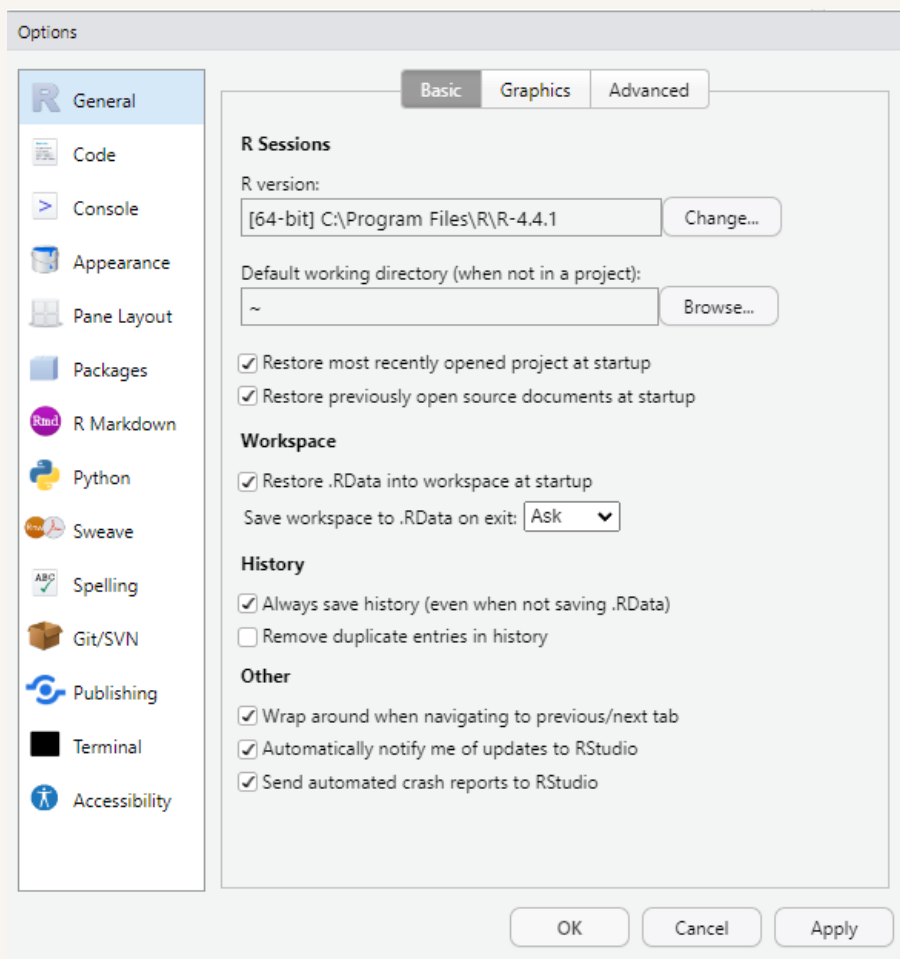 Options
General
Code
Console
Appearance
Pane Layout
Packages
Rmd R Markdown
Python
Sweave
ABC Spelling
Git/SVN
Publishing
Terminal
Accessibility
Basic Graphics Advanced
R Sessions
R version:
[64-bit] C:\Program Files\R\R-4.4.1 Change...
Default working directory (when not in a project):
~ Browse...
Restore most recently opened project at startup
Restore previously open source documents at startup
Workspace
Restore .RData into workspace at startup
Save workspace to .RData on exit: Ask
History
Always save history (even when not saving .RData)
Remove duplicate entries in history
Other
Wrap around when navigating to previous/next tab
Automatically notify me of updates to RStudio
Send automated crash reports to RStudio
OK Cancel Apply